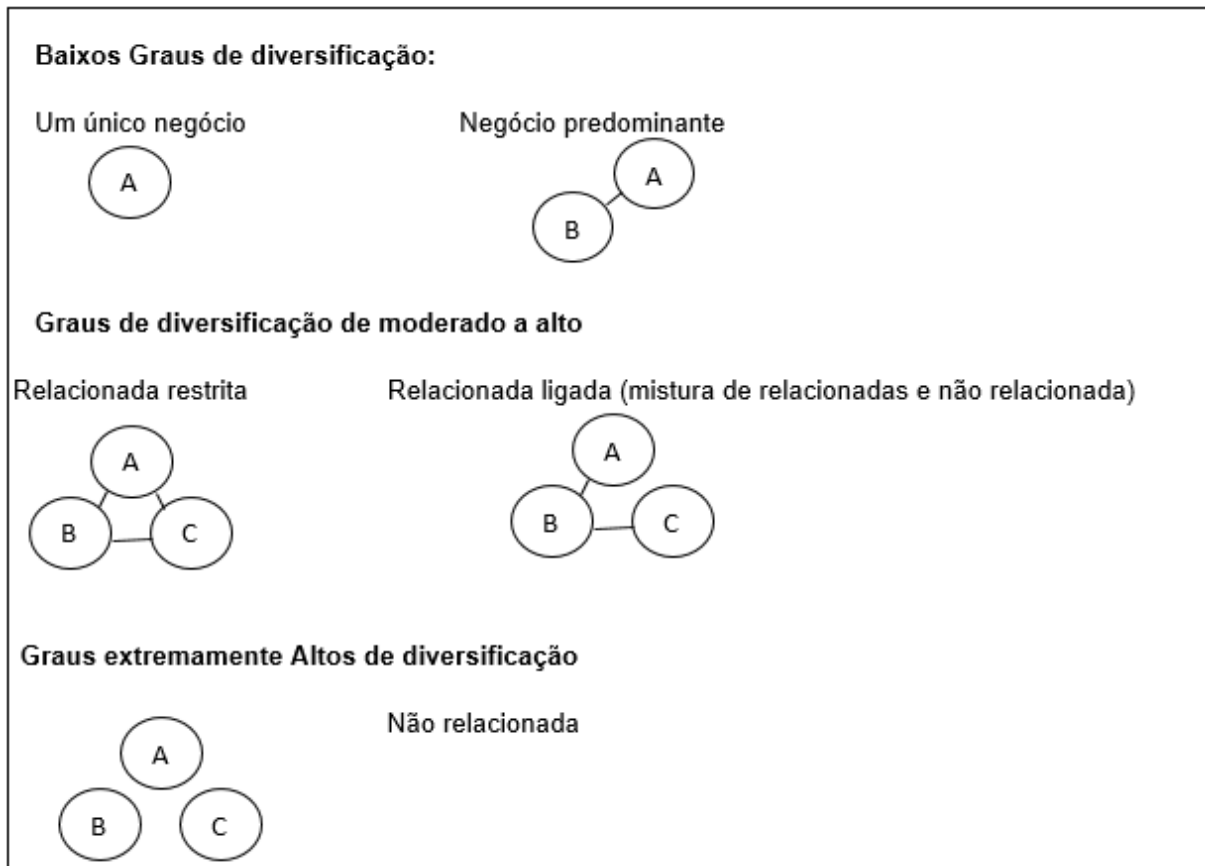 Baixos Graus de diversificação:
Um único negócio Negócio predominante
A
A
B
Graus de diversificação de moderado a alto
Relacionada restrita Relacionada ligada (mistura de relacionadas e não relacionada)
A
B C
A
B C
Graus extremamente Altos de diversificação
Não relacionada
A
B C